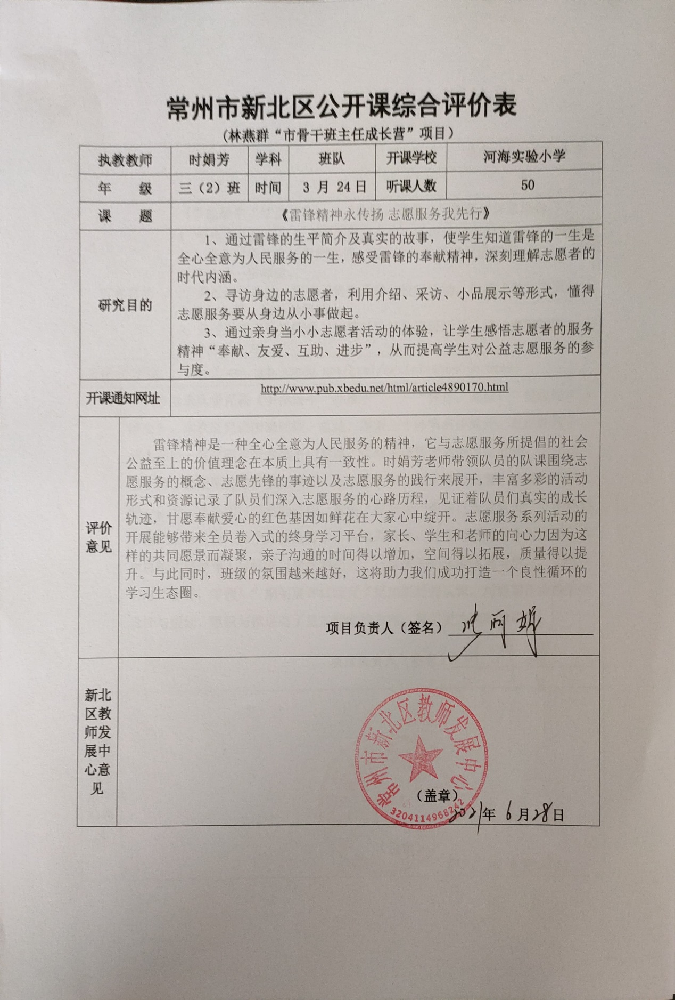 常州市新北区公开课综合评价表
（林燕群“市骨干班主任成长营”项目）
执教教师 时娟芳 学科 班队 开课学校 河海实验小学
年 级 三（2）班 时间 3 月 24日 听课人数 50
课 题 《雷锋精神永传扬 志愿服务我先行》
研究目的
1、通过雷锋的生平简介及真实的故事，使学生知道雷锋的一生是
全心全意为人民服务的一生，感受雷锋的奉献精神，深刻理解志愿者的
时代内涵。
2、寻访身边的志愿者，利用介绍、采访、小品展示等形式，懂得
志愿服务要从身边从小事做起。
3、通过亲身当小小志愿者活动的体验，让学生感悟志愿者的服务
精神“奉献、友爱、互助、进步”，从而提高学生对公益志愿服务的参
与度。
开课通知网址 http://www.pub.xbedu.net/html/article4890170.html
评价
意见
雷锋精神是一种全心全意为人民服务的精神，它与志愿服务所提倡的社会
公益至上的价值理念在本质上具有一致性。时娟芳老师带领队员的队课围绕志
愿服务的概念、志愿先锋的事迹以及志愿服务的践行来展开，丰富多彩的活动
形式和资源记录了队员们深入志愿服务的心路历程，见证着队员们真实的成长
轨迹，甘愿奉献爱心的红色基因如鲜花在大家心中绽开。志愿服务系列活动的
开展能够带来全员卷入式的终身学习平台，家长、学生和老师的向心力因为这
样的共同愿景而凝聚，亲子沟通的时间得以增加，空间得以拓展，质量得以提
升。与此同时，班级的氛围越来越好，这将助力我们成功打造一个良性循环的
学习生态圈。
项目负责人（签名）
新北
区教
师发
展中
心意
见
常州市新北区教师发展中心
（盖章）
3204114968242
2021年 6 月28日